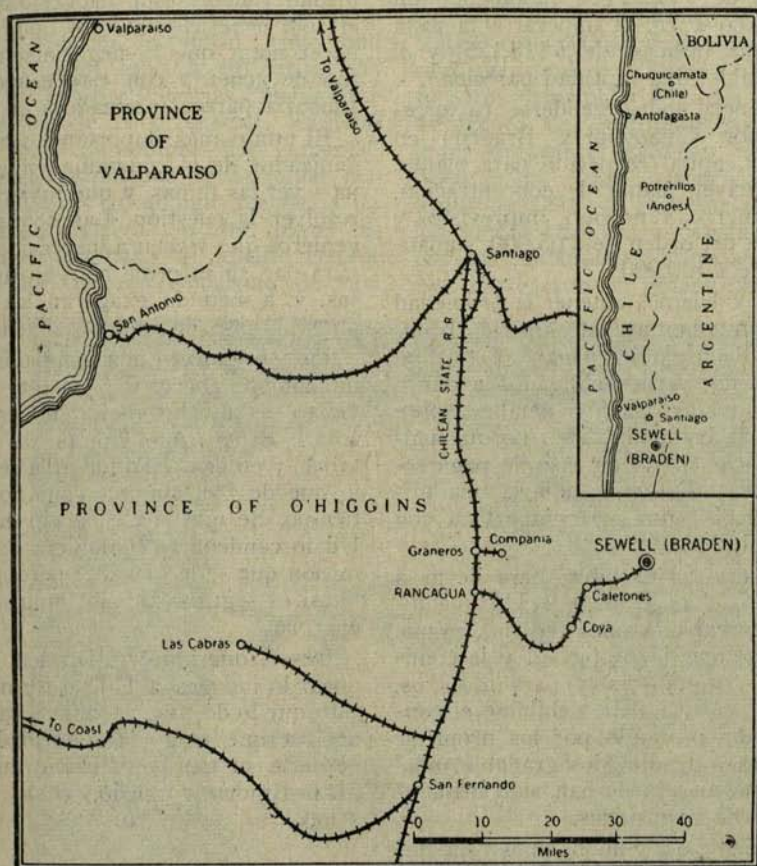 Valparaiso
PACIFIC OCEAN
PROVINCE
OF
VALPARAISO
To Valparaiso
Santiago
San Antonio
CHILEAN STATE R.R.
PROVINCE OF O'HIGGINS
Graneros
Compania
SEWELL (BRADEN)
RANCAGUA
Caletones
Coya
Las Cabras
To Coast
San Fernando
0 10 20 30 40
Miles
BOLIVIA
Chuquicamata
(Chile)
Antofagasta
Potrerillos
(Andes)
PACIFIC OCEAN
CHILE
ARGENTINE
Valparaiso
Santiago
SEWELL
(BRADEN)